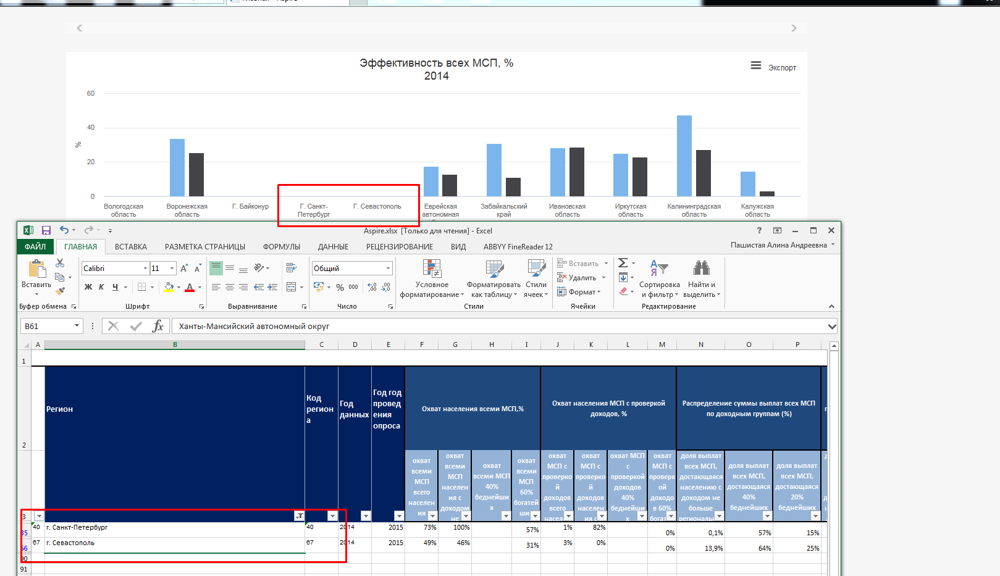 Эффективность всех МСП, %
2014
Экспорт
60
40
20
0
%
Вологодская область
Воронежская область
Г. Байконур
Г. Санкт-Петербург
Г. Севастополь
Еврейская автономная
Забайкальский край
Ивановская область
Иркутская область
Калининградская область
Калужская область
Aspire.xlsx [Только для чтения] - Excel
ФАЙЛ ГЛАВНАЯ ВСТАВКА РАЗМЕТКА СТРАНИЦЫ ФОРМУЛЫ ДАННЫЕ РЕЦЕНЗИРОВАНИЕ ВИД ABBYY FineReader 12
Пашистая Алина Андреевна
Вставить
Calibri 11
Ж К Ч
Общий
% 000
Условное форматирование
Форматировать как таблицу
Стили ячеек
Вставить
Удалить
Формат
Сортировка и фильтр
Найти и выделить
Буфер обмена Шрифт Выравнивание Число Стили Ячейки Редактирование
B61 fx Ханты-Мансийский автономный округ
A B C D E F G H I J K L M N O P
1
2
3
Регион
Код регион а
Год данных
Год год провед ения опроса
Охват населения всеми МСП,%
Охват населения МСП с проверкой доходов, %
Распределение суммы выплат всех МСП по доходным группам (%)
охват всеми МСП всего населен ия
охват всеми МСП населен ия с доходом не
охват всеми МСП 40% беднейши х
охват всеми МСП 60% богатей ши
охват МСП с проверко й доходов всего насел
охват МСП с проверко й доходов населен ия с
охват МСП с проверкой доходов 40% беднейши х
охват МСП с проверк ой доходо в 60% богат
доля выплат всех МСП, достающаяся населению с доходом не больше регионалы
доля выплат всех МСП, достающаяся 40% беднейших
доля выплат всех МСП, достающаяся 20% беднейших
35 40 г. Санкт-Петербург 40 2014 2015 73% 100% 57% 1% 82% 0% 0,1% 57% 15%
56 67 г. Севастополь 67 2014 2015 49% 46% 31% 3% 0% 0% 13,9% 64% 25%
90
91